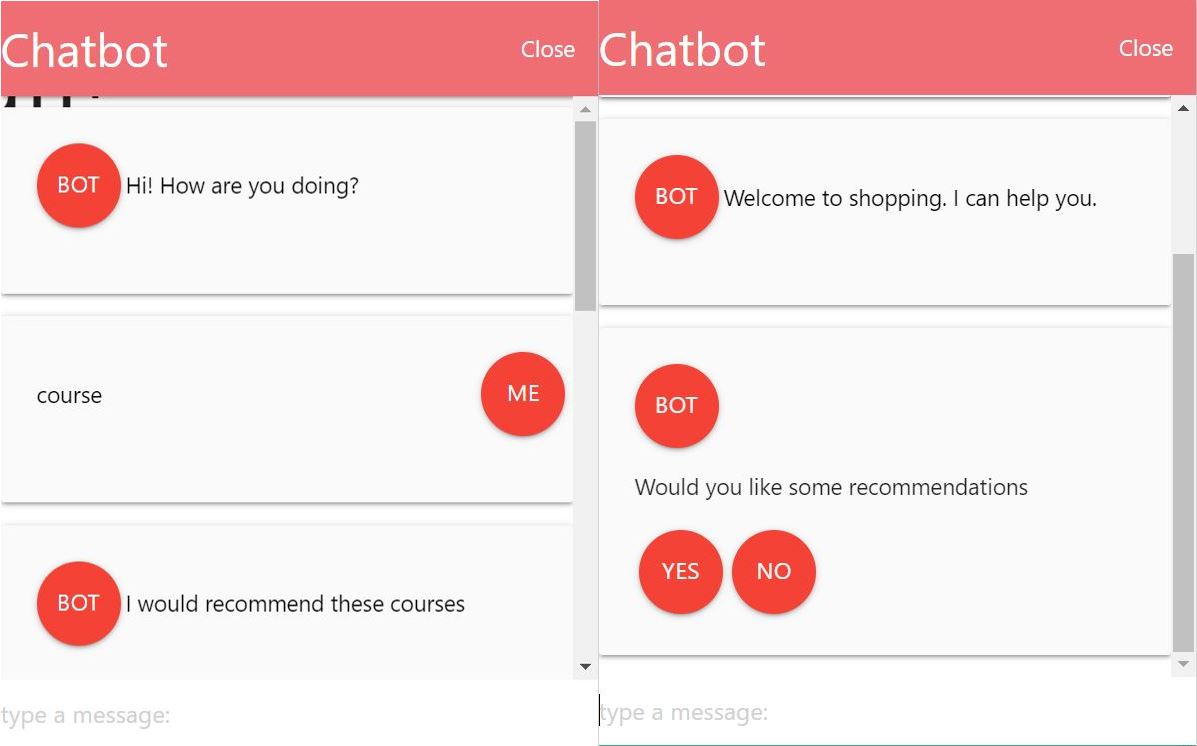 Chatbot
Close
BOT
Hi! How are you doing?
course
ME
BOT
I would recommend these courses
type a message:
Chatbot
Close
BOT
Welcome to shopping. I can help you.
BOT
Would you like some recommendations
YES
NO
type a message: